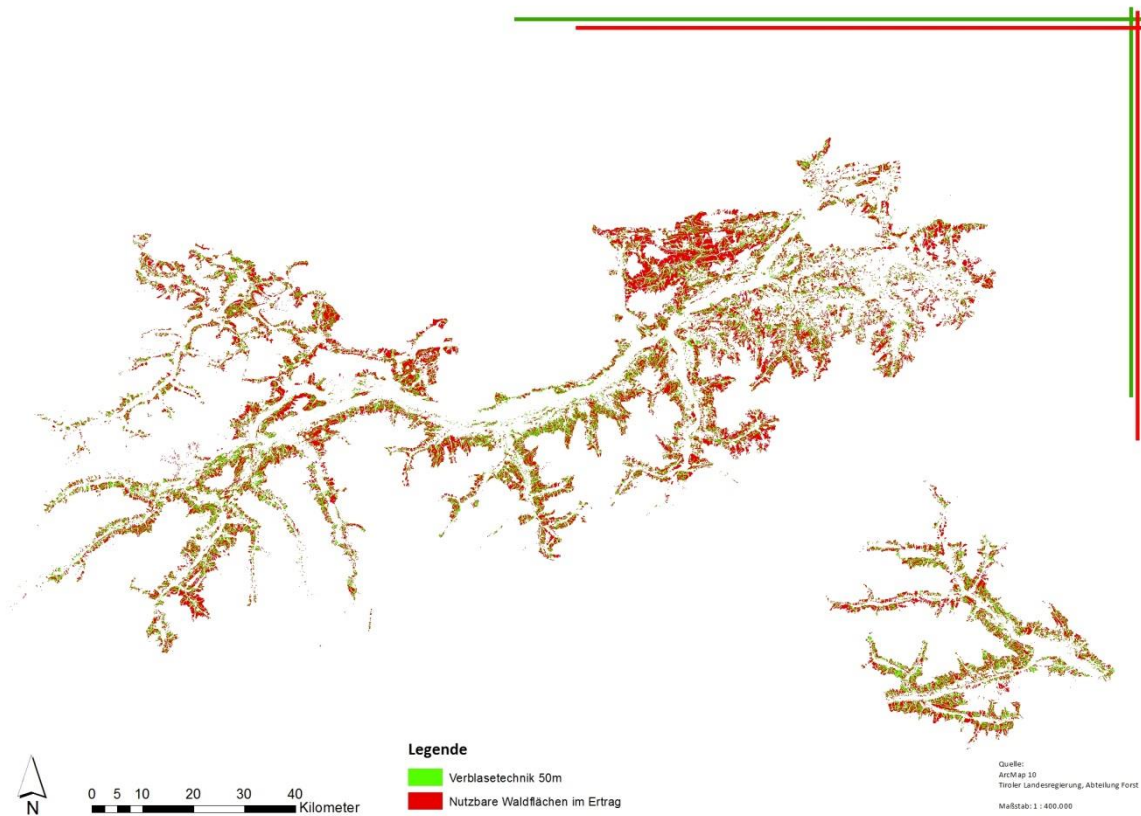 Legende
Verblasetechnik 50m
Nutzbare Waldflächen im Ertrag
N
0 5 10 20 30 40
Kilometer
Quelle:
ArcMap 10
Tiroler Landesregierung, Abteilung Forst
Maßstab: 1 : 400.000